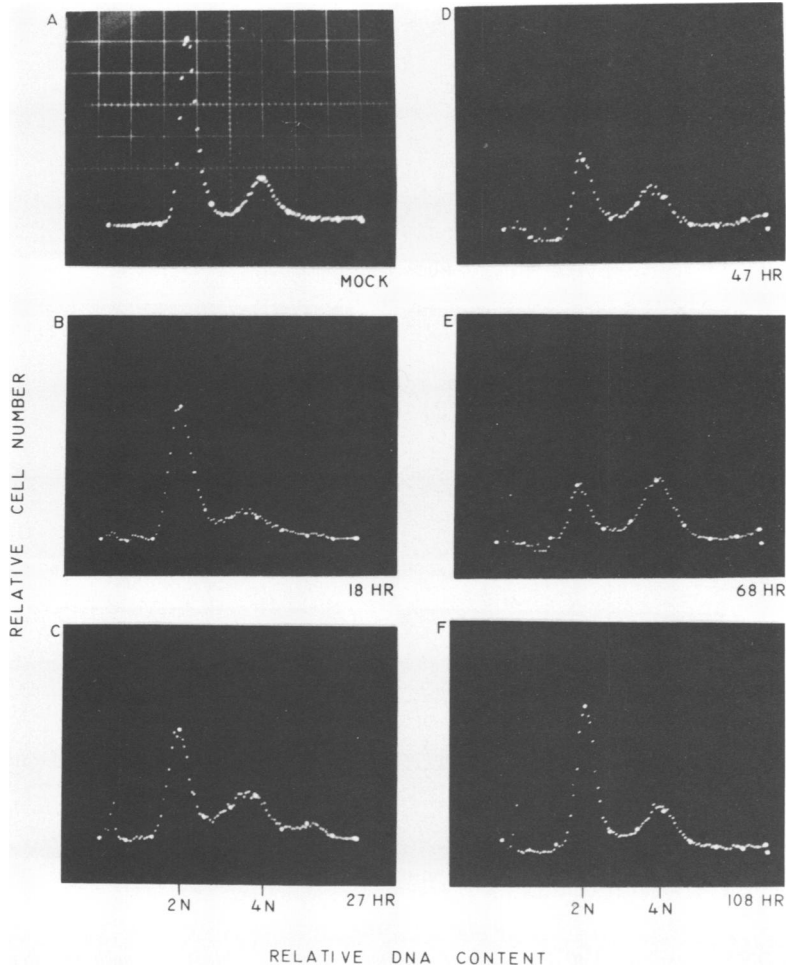 A
MOCK
B
18 HR
C
27 HR
2N 4N
D
47 HR
E
68 HR
F
108 HR
2N 4N
RELATIVE CELL NUMBER
RELATIVE DNA CONTENT